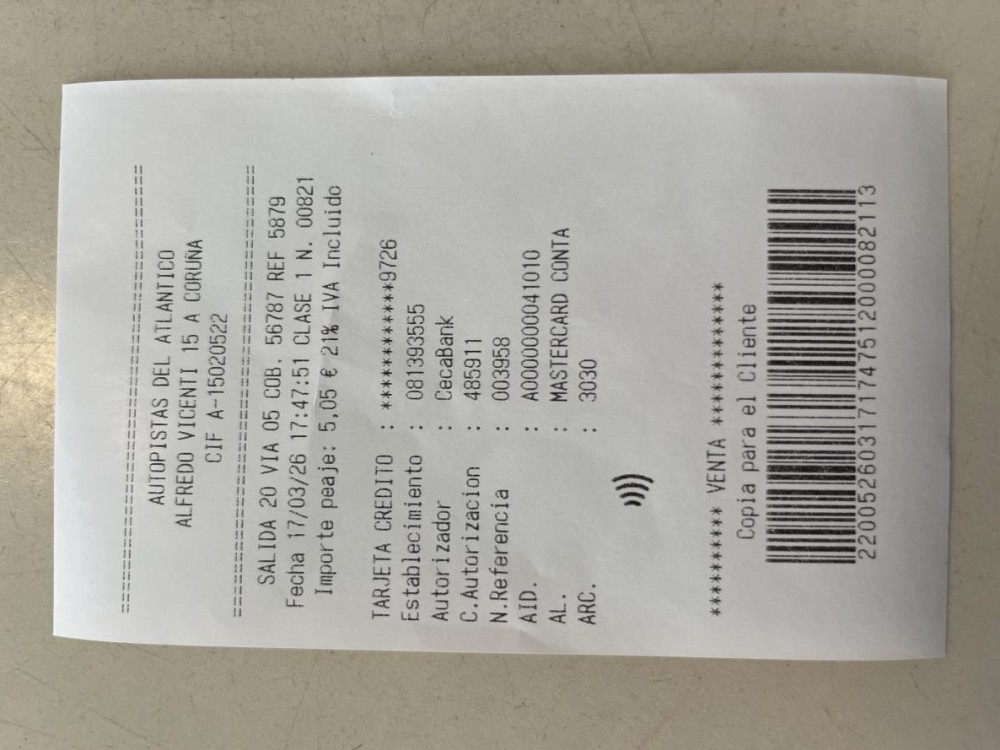 ========================================
AUTOPISTAS DEL ATLANTICO
ALFREDO VICENTI 15 A CORUÑA
CIF A-15020522
========================================
SALIDA 20 VIA 05 COB. 56787 REF 5879
Fecha 17/03/26 17:47:51 CLASE 1 N. 00821
Importe peaje: 5,05 € 21% IVA Incluido
TARJETA CREDITO : ************9726
Establecimiento : 081393555
Autorizador : CecaBank
C.Autorizacion : 485911
N.Referencia : 003958
AID. : A0000000041010
AL. : MASTERCARD CONTA
ARC. : 3030
********** VENTA *************
Copia para el Cliente
220052603171747512000082113